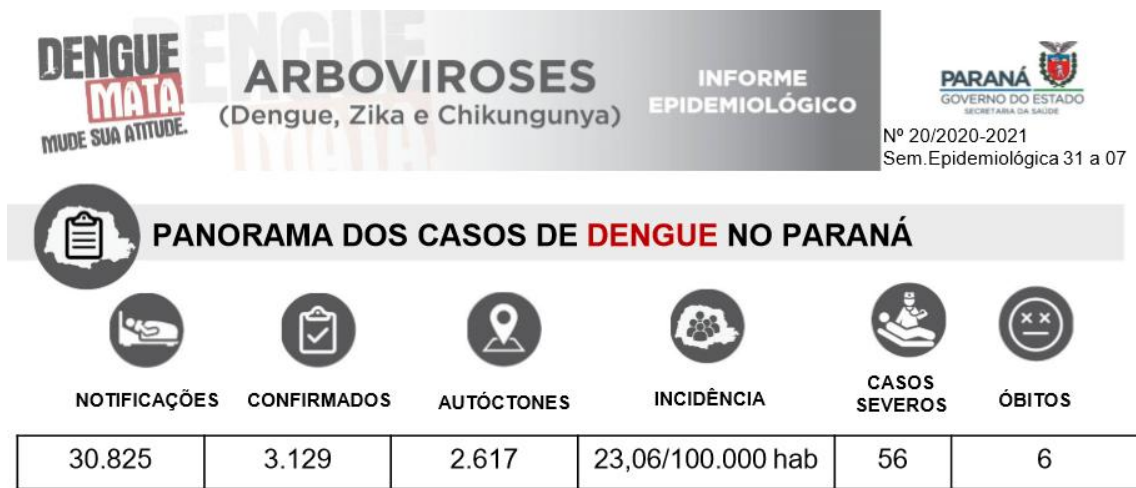 DENGUE
MATA.
MUDE SUA ATITUDE.
ARBOVIROSES
(Dengue, Zika e Chikungunya)
INFORME
EPIDEMIOLÓGICO
PARANÁ
GOVERNO DO ESTADO
SECRETARIA DA SAÚDE
Nº 20/2020-2021
Sem.Epidemiológica 31 a 07
PANORAMA DOS CASOS DE DENGUE NO PARANÁ
NOTIFICAÇÕES CONFIRMADOS AUTÓCTONES INCIDÊNCIA CASOS SEVEROS ÓBITOS
30.825 3.129 2.617 23,06/100.000 hab 56 6